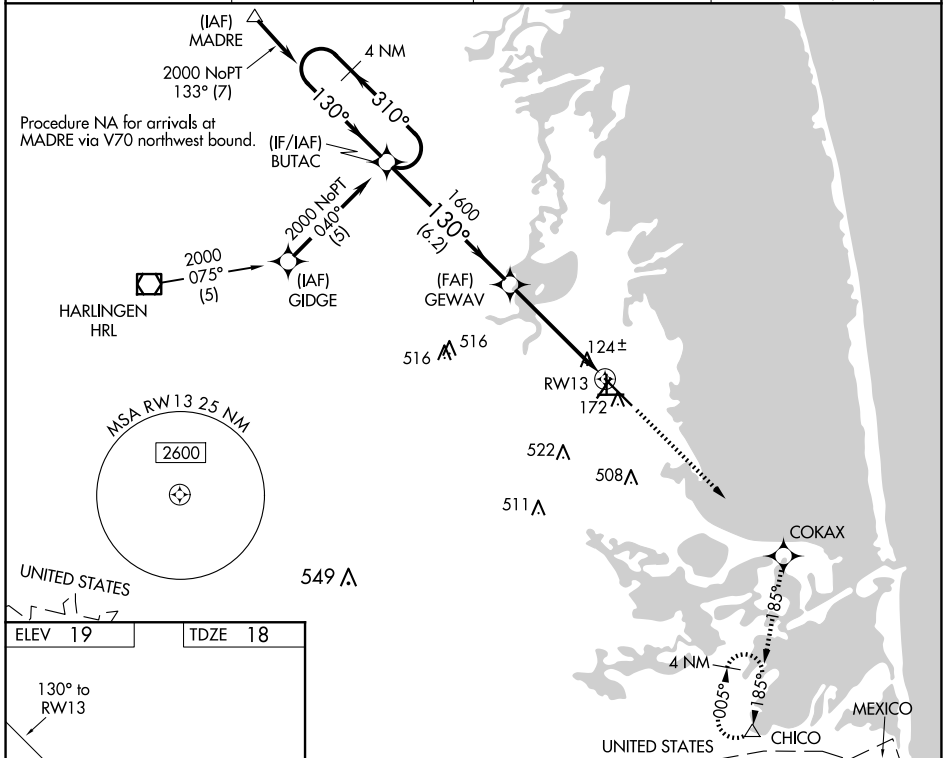 (IAF)
MADRE
2000 NoPT
133° (7)
4 NM
130°
310°
Procedure NA for arrivals at
MADRE via V70 northwest bound.
(IF/IAF)
BUTAC
2000 NoPT
040°
(5)
1600
130°
(6.2)
2000
075°
(5)
(IAF)
GIDGE
HARLINGEN
HRL
(FAF)
GEWAV
516
516
124±
RW13
172
MSA RW13 25 NM
2600
522
508
511
COKAX
549
185°
UNITED STATES
ELEV 19
TDZE 18
130° to
RW13
4 NM
005°
185°
MEXICO
CHICO
UNITED STATES